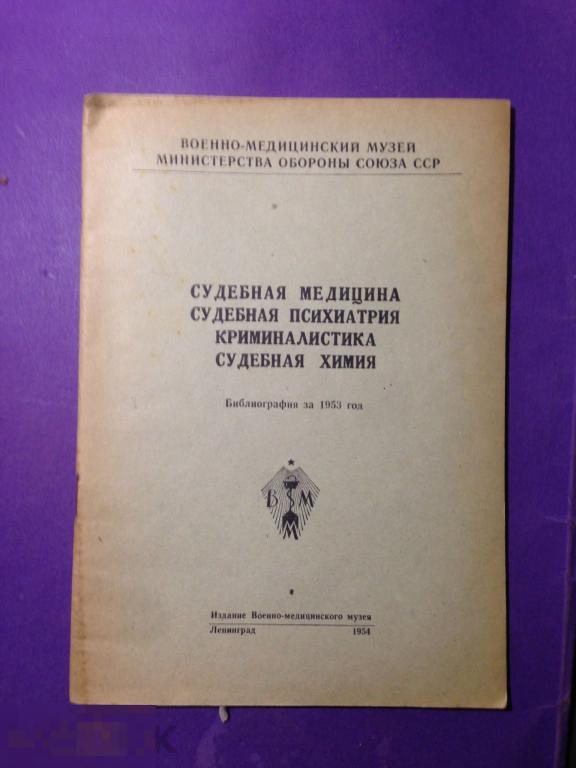 ВОЕННО-МЕДИЦИНСКИЙ МУЗЕЙ
МИНИСТЕРСТВА ОБОРОНЫ СОЮЗА ССР
СУДЕБНАЯ МЕДИЦИНА
СУДЕБНАЯ ПСИХИАТРИЯ
КРИМИНАЛИСТИКА
СУДЕБНАЯ ХИМИЯ
Библиография за 1953 год
В М
М
Издание Военно-медицинского музея
Ленинград 1954